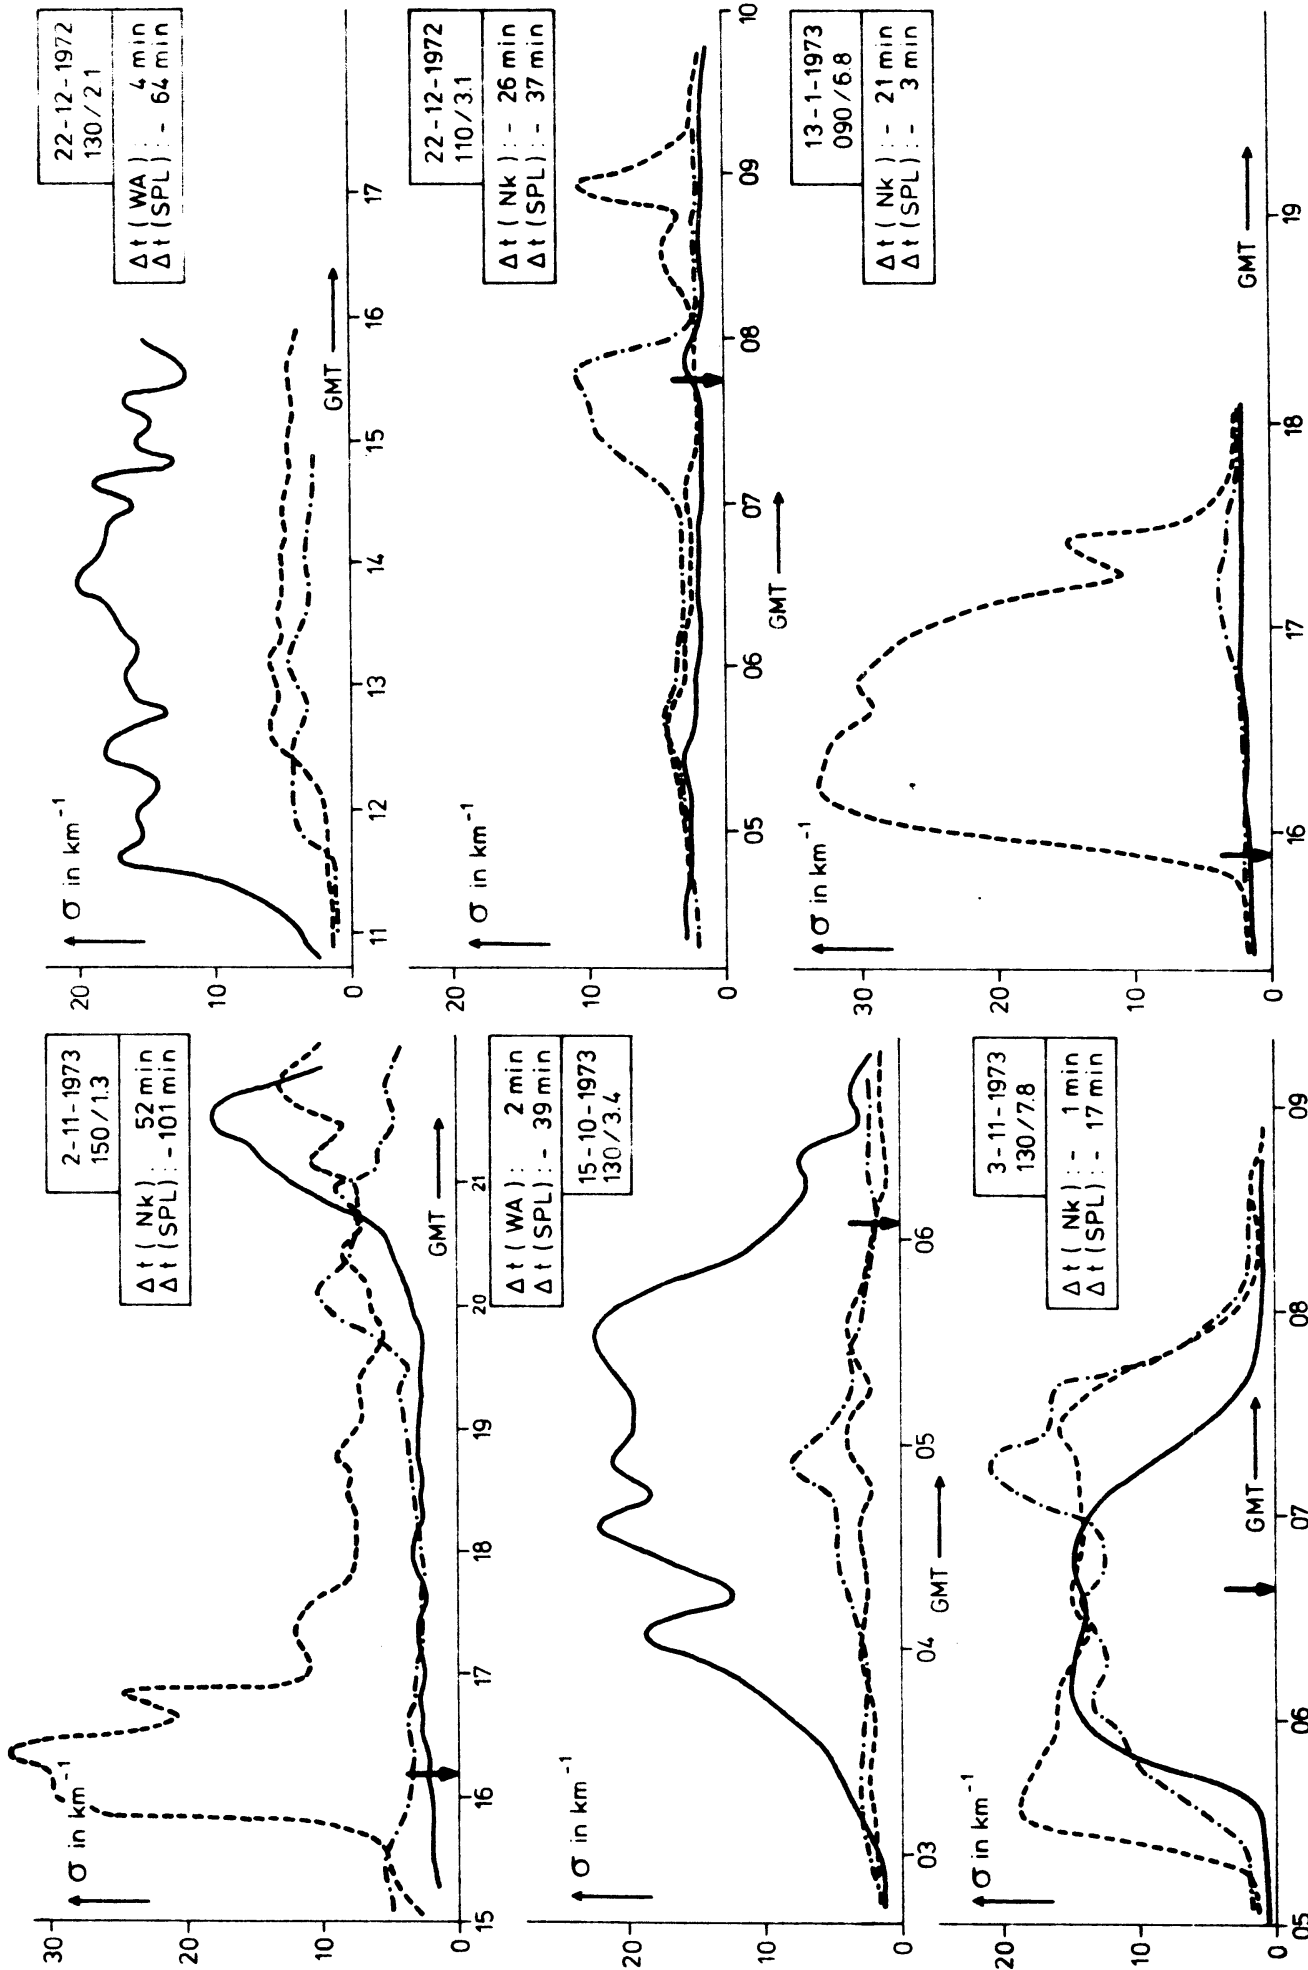 2-11-1973
150/1.3
Δt (Nk) : 52 min
Δt (SPL) : -101 min
σ in km⁻¹
30
20
10
0
15
16
17
18
19
20
21
GMT
22-12-1972
130/2.1
Δt (WA) : 4 min
Δt (SPL) : - 64 min
σ in km⁻¹
20
10
0
11
12
13
14
15
16
17
GMT
Δt (WA) : 2 min
Δt (SPL) : - 39 min
15-10-1973
130/3.4
σ in km⁻¹
20
10
0
03
04
05
06
GMT
22-12-1972
110/3.1
Δt (Nk) : - 26 min
Δt (SPL) : - 37 min
σ in km⁻¹
20
10
0
05
06
07
08
09
10
GMT
3-11-1973
130/7.8
Δt (Nk) : - 1 min
Δt (SPL) : - 17 min
σ in km⁻¹
20
10
0
05
06
07
08
09
GMT
13-1-1973
090/6.8
Δt (Nk) : - 21 min
Δt (SPL) : - 3 min
σ in km⁻¹
30
20
10
0
16
17
18
19
GMT